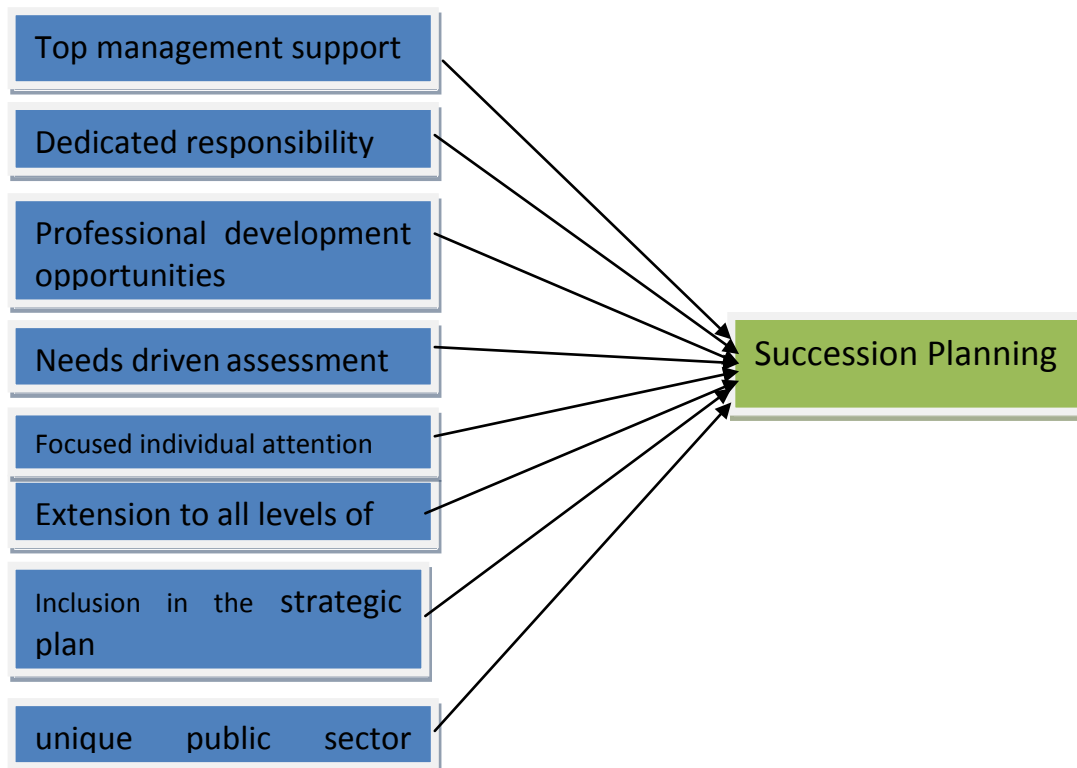 Top management support
Dedicated responsibility
Professional development
opportunities
Needs driven assessment
Succession Planning
Focused individual attention
Extension to all levels of
Inclusion in the strategic
plan
unique public sector